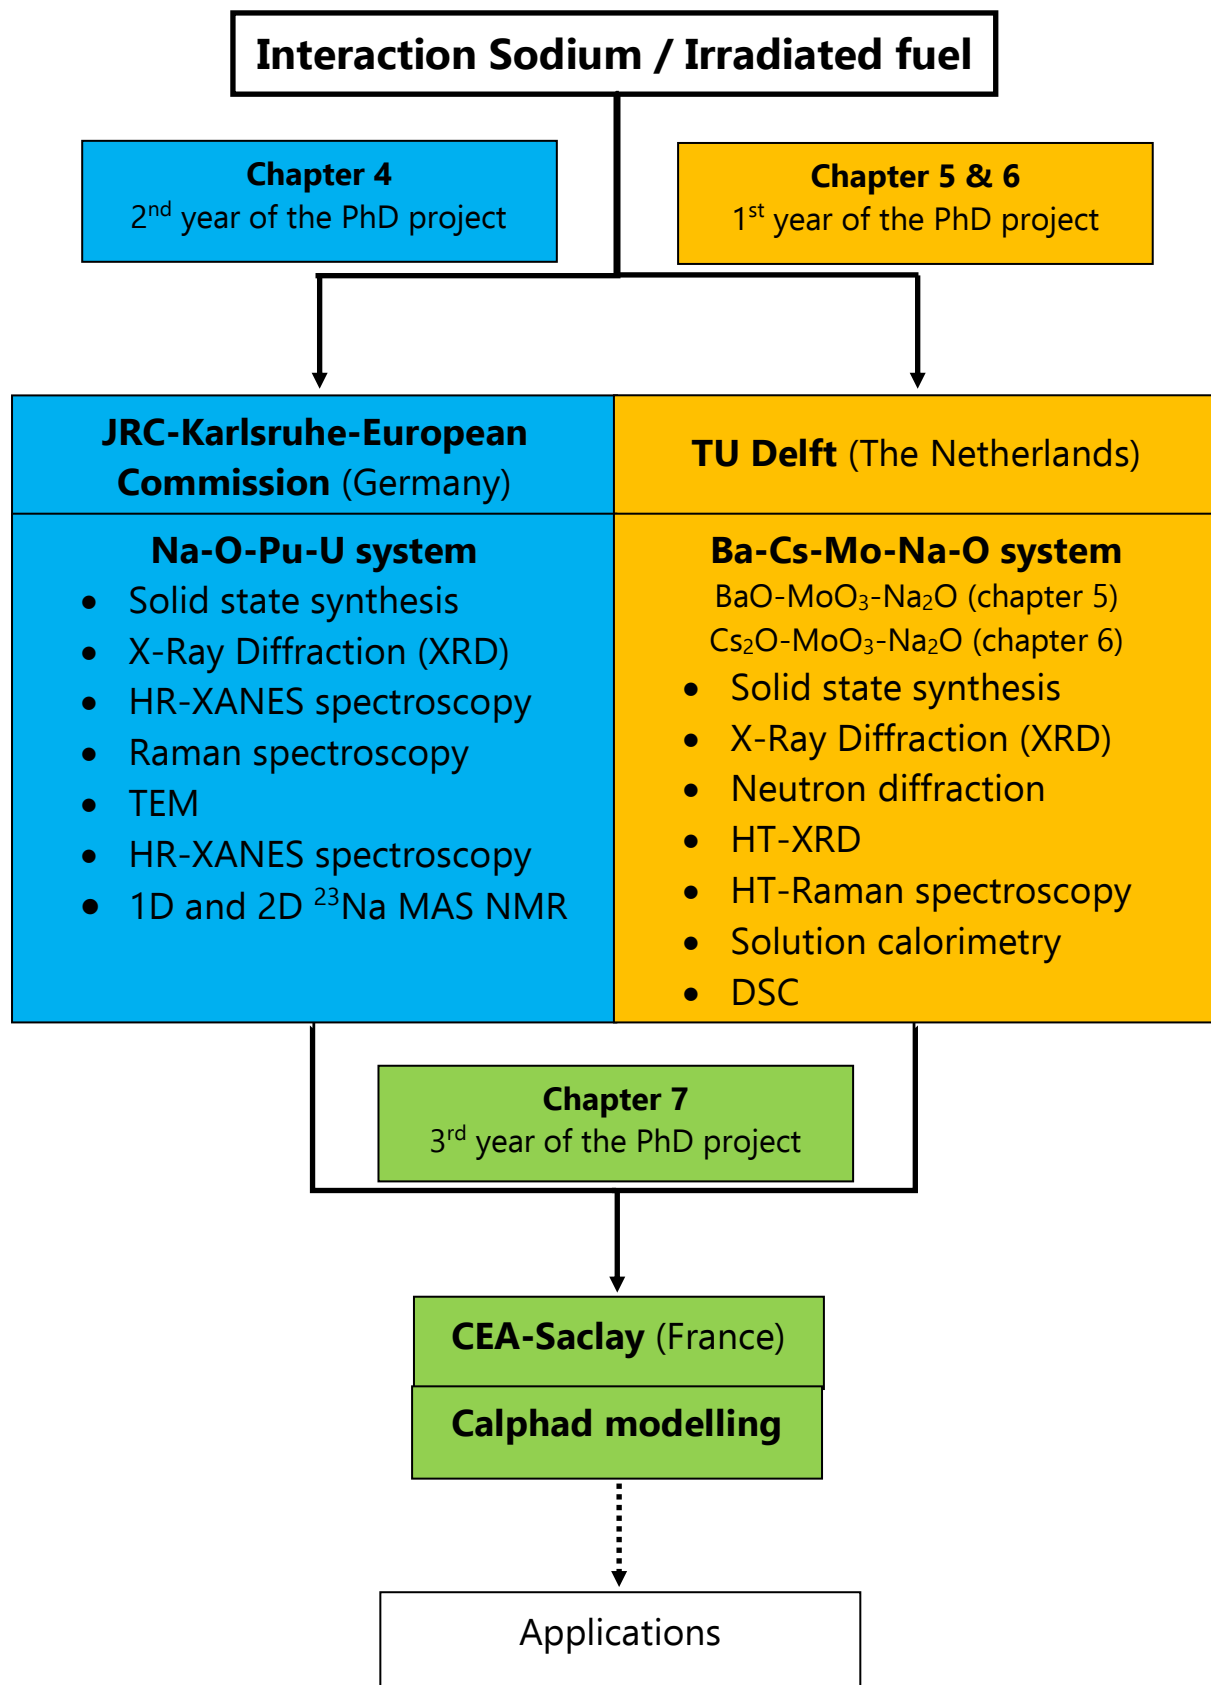 Interaction Sodium / Irradiated fuel
Chapter 4
2nd year of the PhD project
Chapter 5 & 6
1st year of the PhD project
JRC-Karlsruhe-European
Commission (Germany)
TU Delft (The Netherlands)
Na-O-Pu-U system
• Solid state synthesis
• X-Ray Diffraction (XRD)
• HR-XANES spectroscopy
• Raman spectroscopy
• TEM
• HR-XANES spectroscopy
• 1D and 2D ²³Na MAS NMR
Ba-Cs-Mo-Na-O system
BaO-MoO₃-Na₂O (chapter 5)
Cs₂O-MoO₃-Na₂O (chapter 6)
• Solid state synthesis
• X-Ray Diffraction (XRD)
• Neutron diffraction
• HT-XRD
• HT-Raman spectroscopy
• Solution calorimetry
• DSC
Chapter 7
3rd year of the PhD project
CEA-Saclay (France)
Calphad modelling
Applications